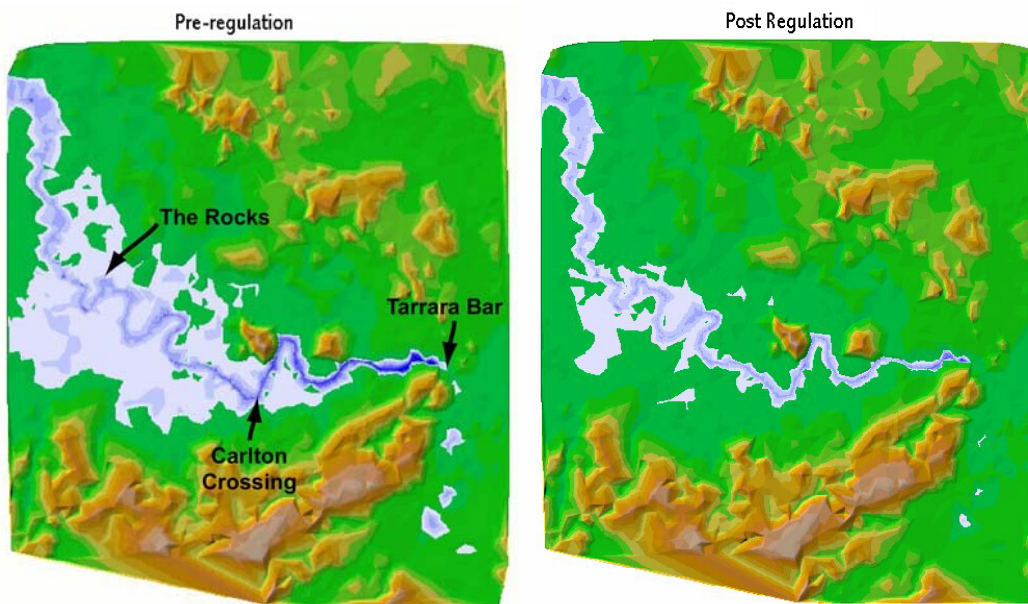 Pre-regulation
Post Regulation
The Rocks
Tarrara Bar
Carlton
Crossing